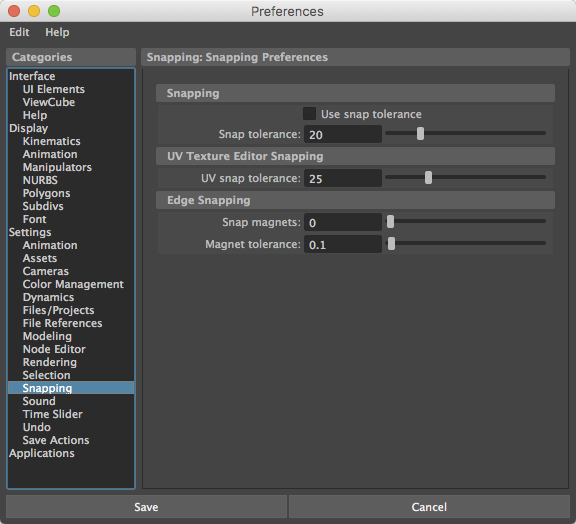 Preferences
Edit Help
Categories
Interface
UI Elements
ViewCube
Help
Display
Kinematics
Animation
Manipulators
NURBS
Polygons
Subdivs
Font
Settings
Animation
Assets
Cameras
Color Management
Dynamics
Files/Projects
File References
Modeling
Node Editor
Rendering
Selection
Snapping
Sound
Time Slider
Undo
Save Actions
Applications
Snapping: Snapping Preferences
Snapping
Use snap tolerance
Snap tolerance: 20
UV Texture Editor Snapping
UV snap tolerance: 25
Edge Snapping
Snap magnets: 0
Magnet tolerance: 0.1
Save Cancel